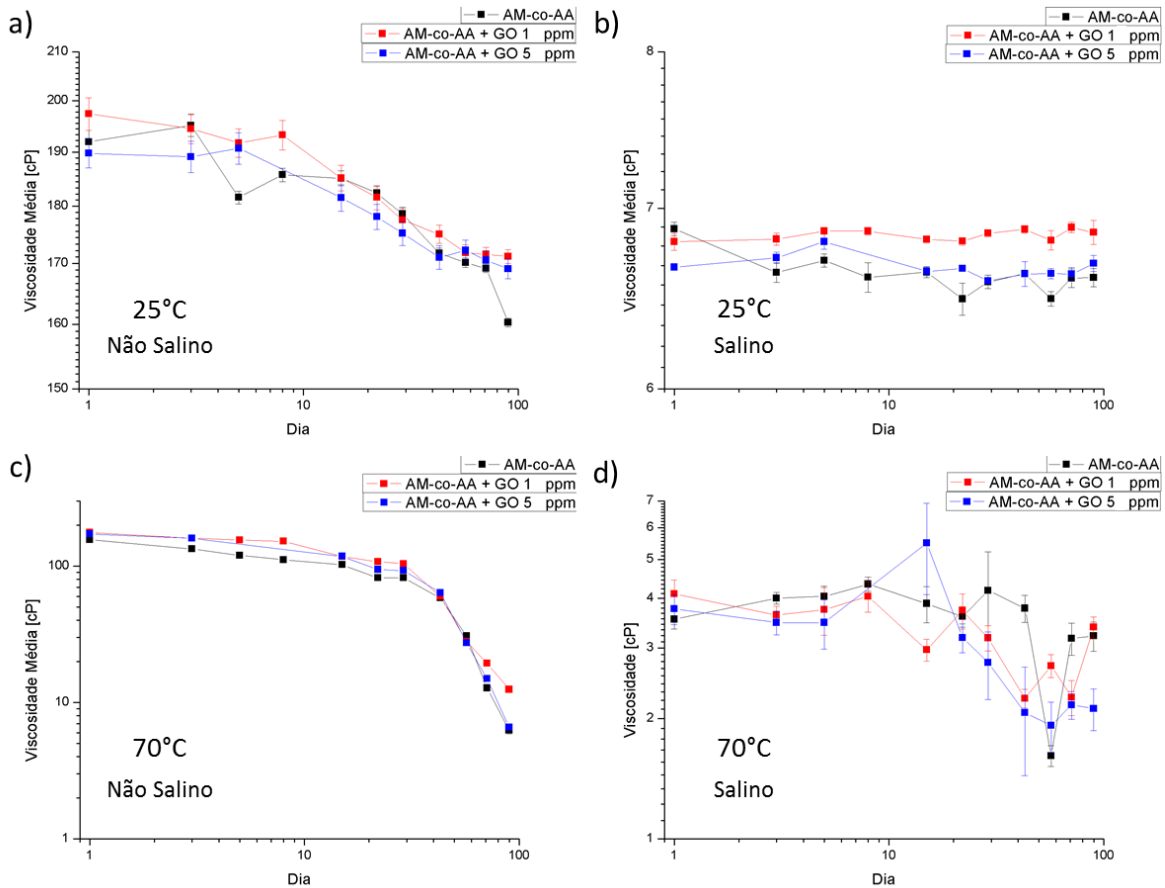 a)
AM-co-AA
AM-co-AA + GO 1 ppm
AM-co-AA + GO 5 ppm
Viscosidade Média [cP]
210
200
190
180
170
160
150
25°C
Não Salino
1
10
100
Dia
b)
AM-co-AA
AM-co-AA + GO 1 ppm
AM-co-AA + GO 5 ppm
Viscosidade Média [cP]
8
7
6
25°C
Salino
1
10
100
Dia
c)
AM-co-AA
AM-co-AA + GO 1 ppm
AM-co-AA + GO 5 ppm
Viscosidade Média [cP]
100
10
1
70°C
Não Salino
1
10
100
Dia
d)
AM-co-AA
AM-co-AA + GO 1 ppm
AM-co-AA + GO 5 ppm
Viscosidade [cP]
7
6
5
4
3
2
1
70°C
Salino
1
10
100
Dia